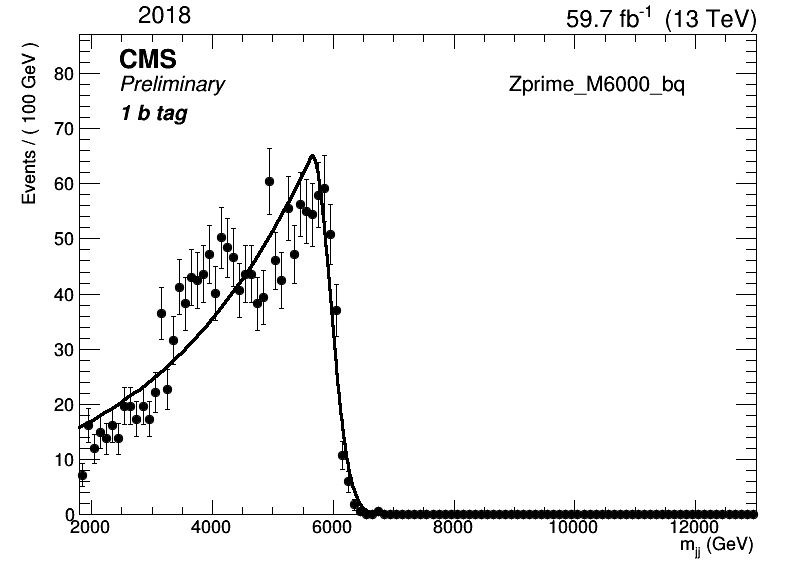 2018
59.7 fb⁻¹ (13 TeV)
CMS
Preliminary
1 b tag
Zprime_M6000_bq
Events / ( 100 GeV )
80
70
60
50
40
30
20
10
0
2000 4000 6000 8000 10000 12000
m_jj (GeV)